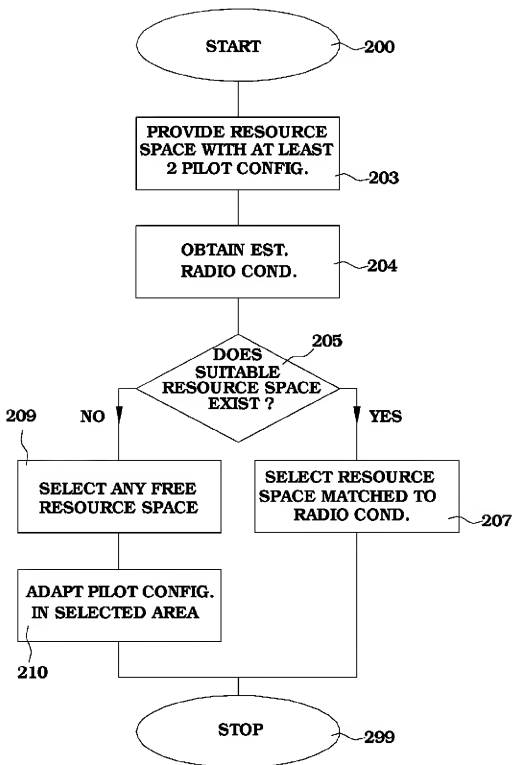 START
200
PROVIDE RESOURCE
SPACE WITH AT LEAST
2 PILOT CONFIG.
203
OBTAIN EST.
RADIO COND.
204
DOES
SUITABLE
RESOURCE SPACE
EXIST ?
205
NO
YES
209
SELECT ANY FREE
RESOURCE SPACE
SELECT RESOURCE
SPACE MATCHED TO
RADIO COND.
207
ADAPT PILOT CONFIG.
IN SELECTED AREA
210
STOP
299